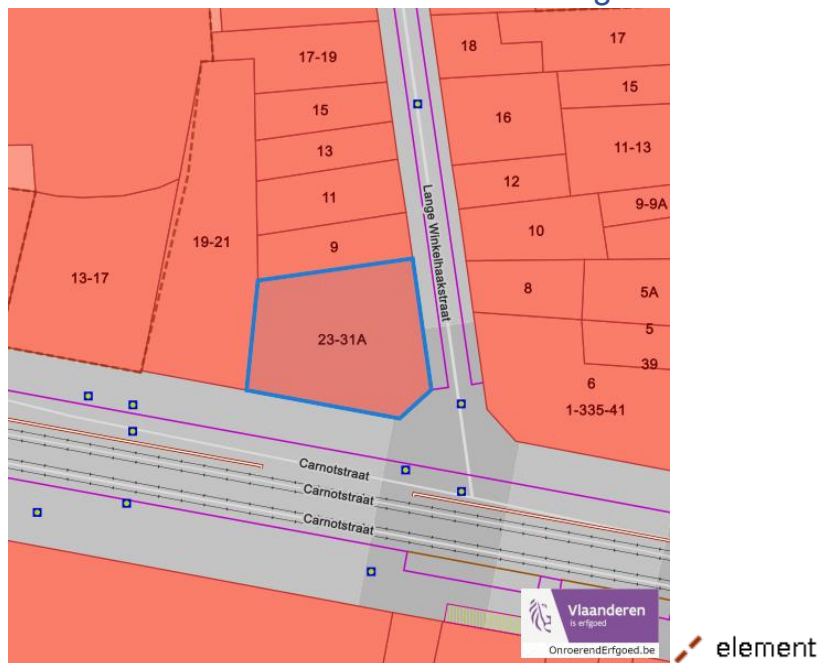 17-19
18
17
15
15
16
13
11-13
12
11
9-9A
19-21
Lange Winkelhaakstraat
10
9
13-17
8
5A
23-31A
5
39
6
1-335-41
Carnotstraat
Carnotstraat
Carnotstraat
Vlaanderen
is erfgoed
OnroerendErfgoed.be
element